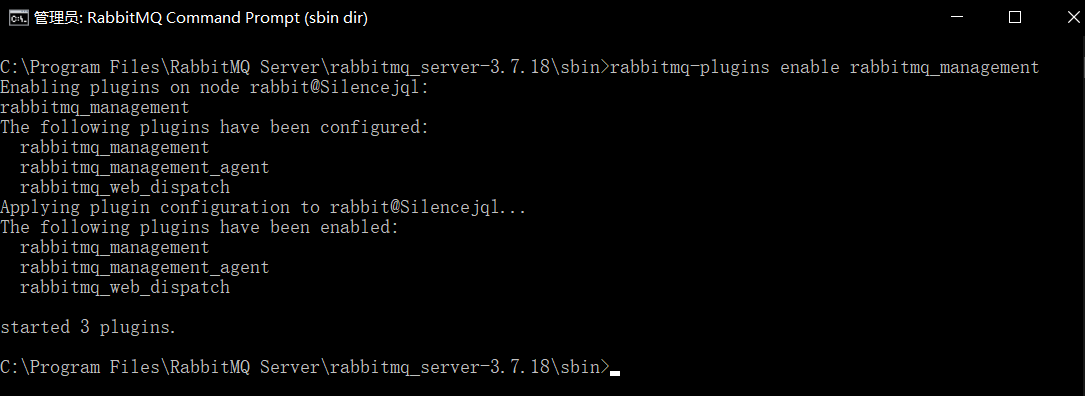 管理员: RabbitMQ Command Prompt (sbin dir)
C:\Program Files\RabbitMQ Server\rabbitmq_server-3.7.18\sbin>rabbitmq-plugins enable rabbitmq_management
Enabling plugins on node rabbit@Silencejql:
rabbitmq_management
The following plugins have been configured:
  rabbitmq_management
  rabbitmq_management_agent
  rabbitmq_web_dispatch
Applying plugin configuration to rabbit@Silencejql...
The following plugins have been enabled:
  rabbitmq_management
  rabbitmq_management_agent
  rabbitmq_web_dispatch
started 3 plugins.
C:\Program Files\RabbitMQ Server\rabbitmq_server-3.7.18\sbin>